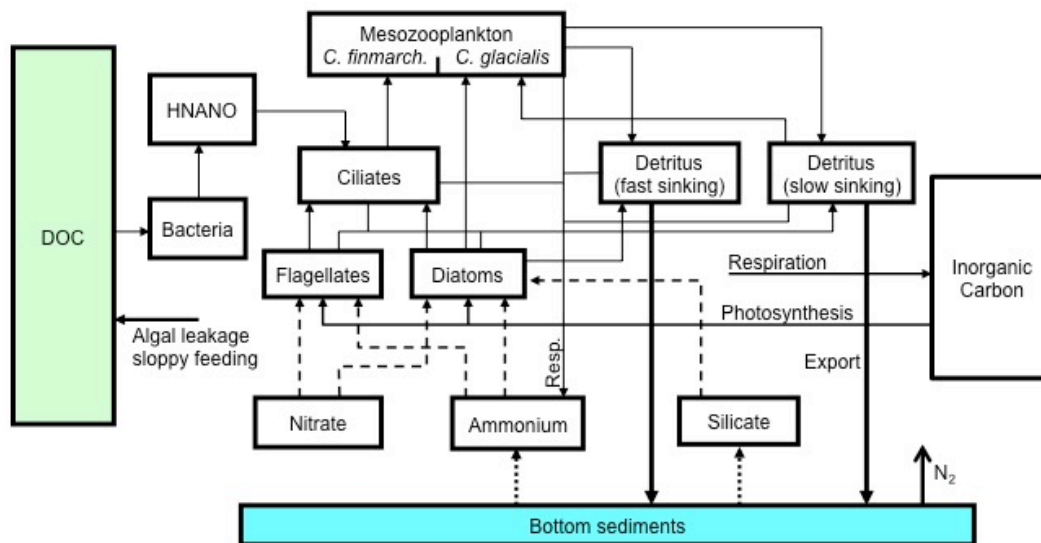 Mesozooplankton
C. finmarch. C. glacialis
HNANO
Ciliates
Detritus
(fast sinking)
Detritus
(slow sinking)
DOC
Bacteria
Flagellates
Diatoms
Respiration
Inorganic
Carbon
Photosynthesis
Algal leakage
sloppy feeding
Resp.
Export
Nitrate
Ammonium
Silicate
N₂
Bottom sediments